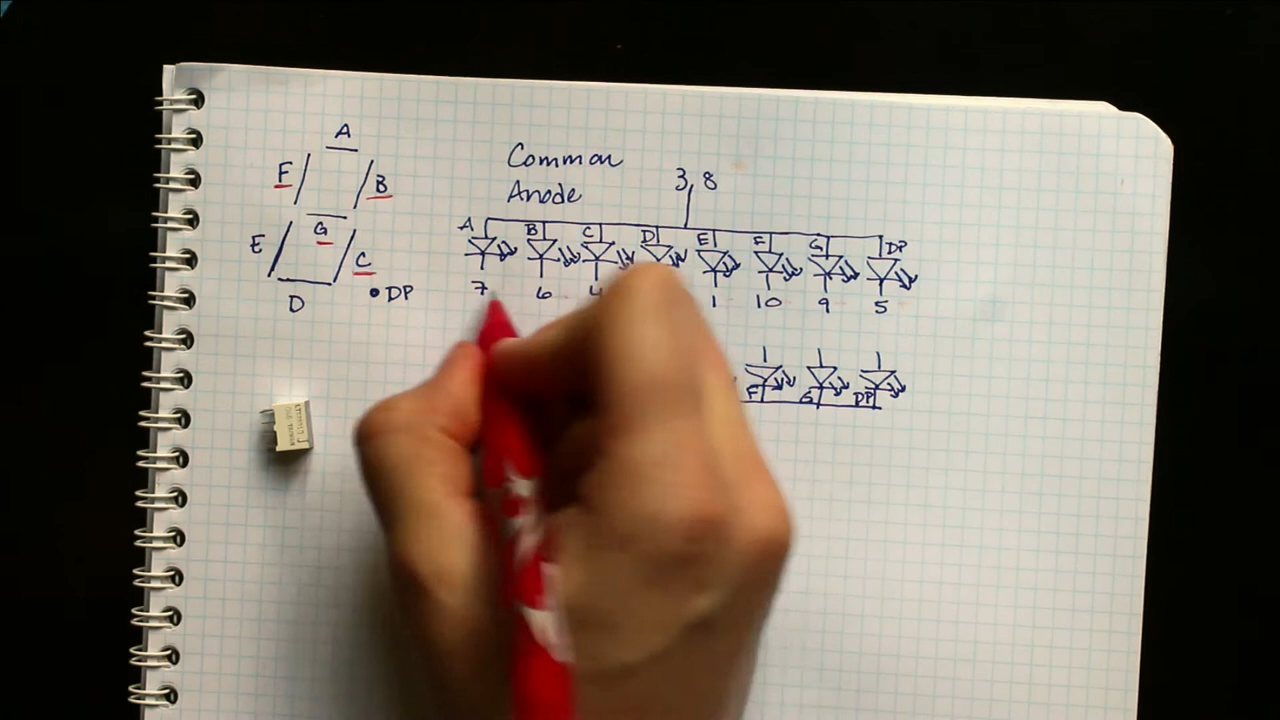 A
F
B
G
E
C
D
DP
Common
Anode
3, 8
A B C D E F G DP
7 6 4 1 10 9 5
F G DP